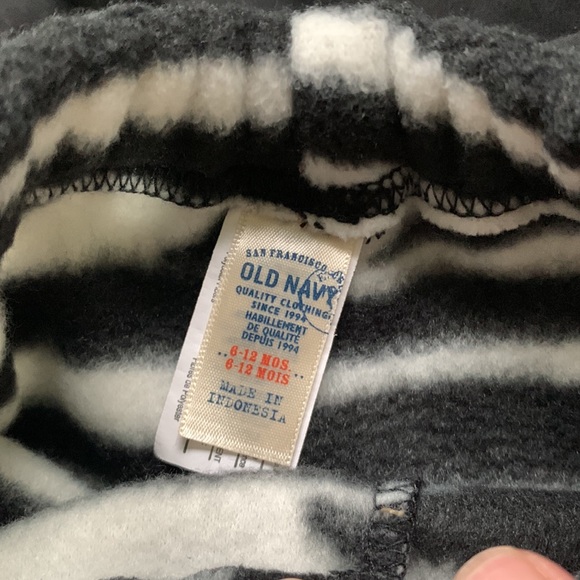 SAN FRANCISCO, CA
OLD NAVY
QUALITY CLOTHING
SINCE 1994
HABILLEMENT
DE QUALITÉ
DEPUIS 1994
6-12 MOS.
6-12 MOIS
MADE IN
INDONESIA